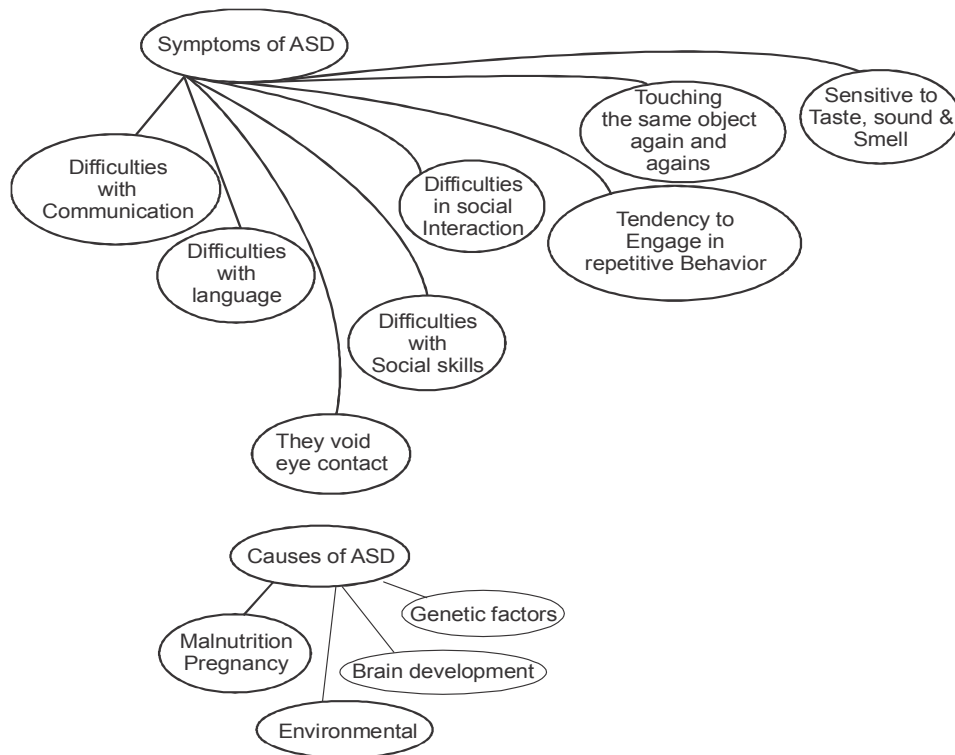 Symptoms of ASD
Difficulties
with
Communication
Difficulties
with
language
They void
eye contact
Difficulties
with
Social skills
Difficulties
in social
Interaction
Tendency to
Engage in
repetitive Behavior
Touching
the same object
again and
agains
Sensitive to
Taste, sound &
Smell
Causes of ASD
Malnutrition
Pregnancy
Environmental
Brain development
Genetic factors